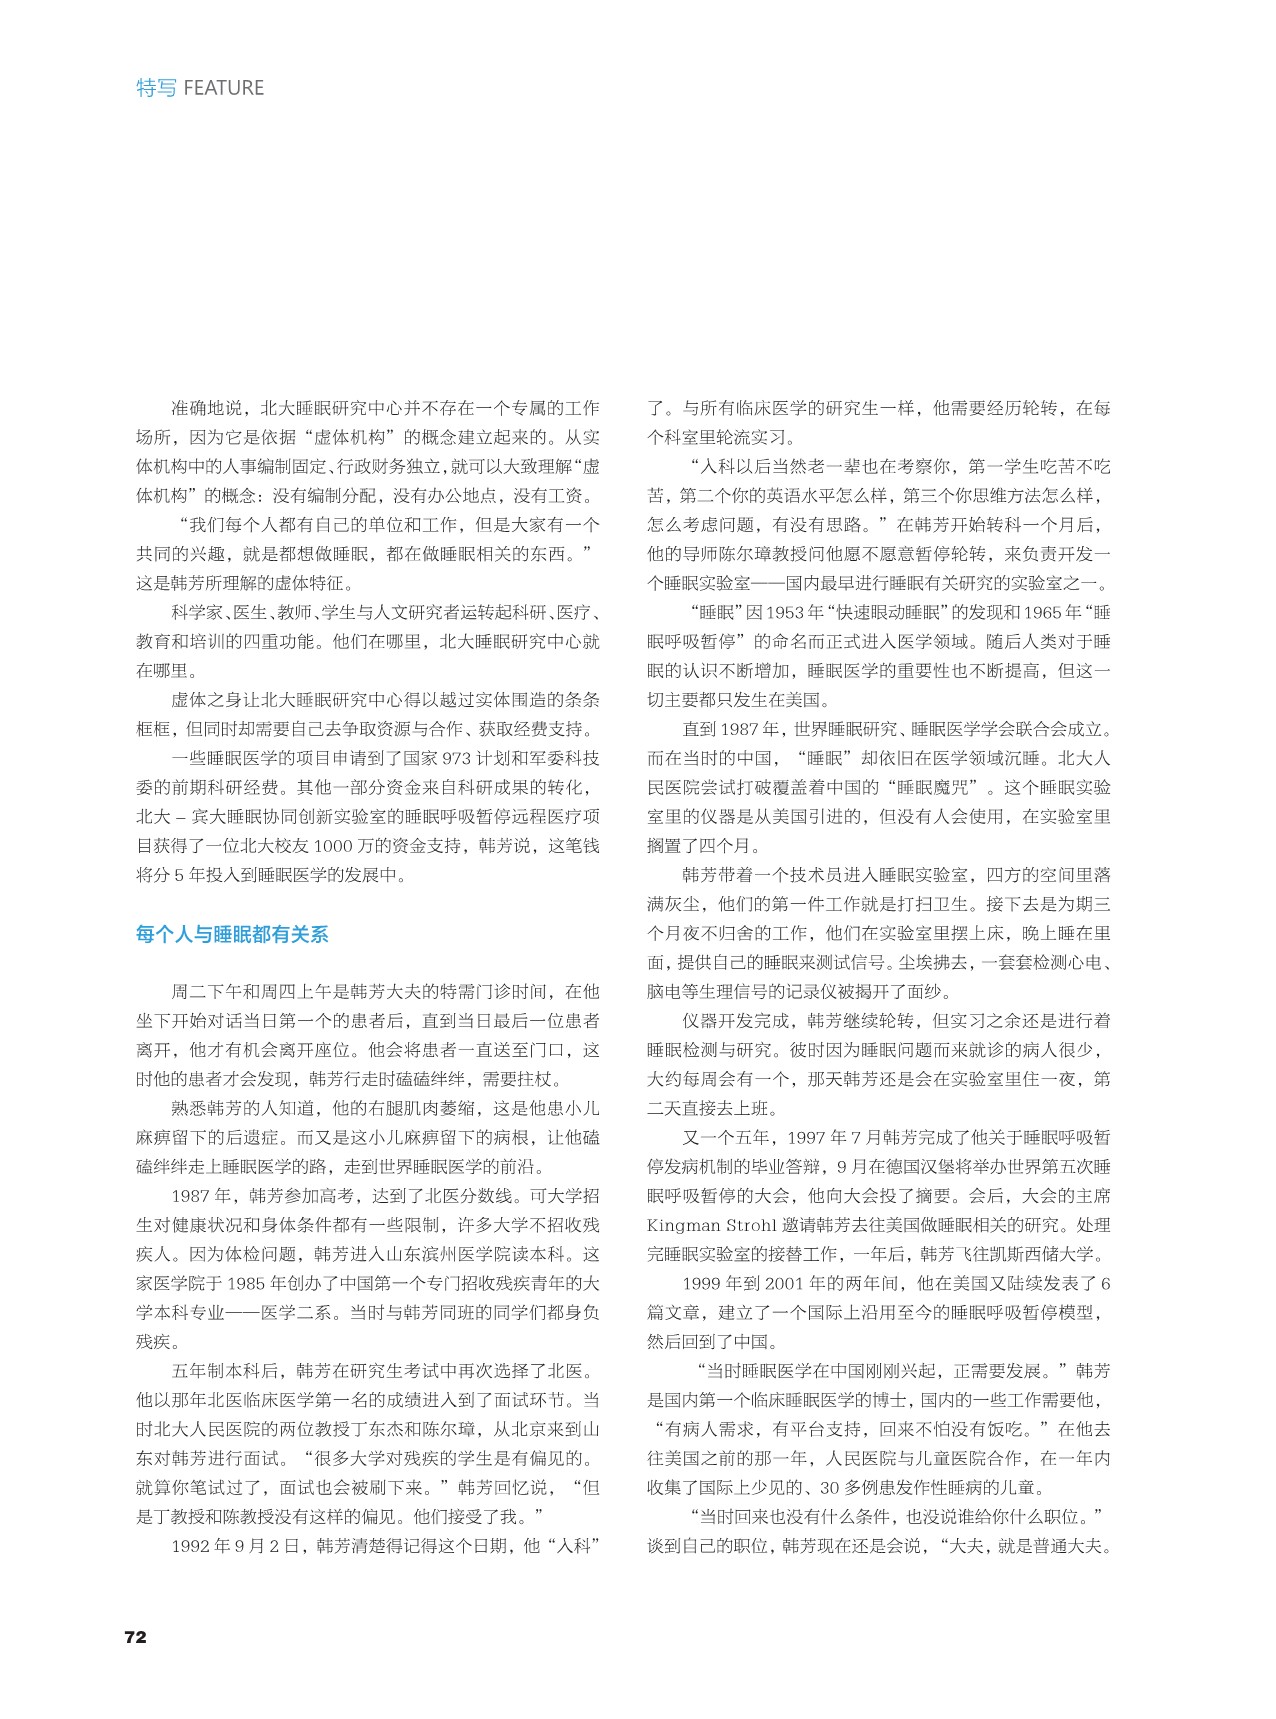 特写 FEATURE
准确地说，北大睡眠研究中心并不存在一个专属的工作
场所，因为它是依据“虚体机构”的概念建立起来的。从实
体机构中的人事编制固定、行政财务独立，就可以大致理解“虚
体机构”的概念：没有编制分配，没有办公地点，没有工资。
“我们每个人都有自己的单位和工作，但是大家有一个
共同的兴趣，就是都想做睡眠，都在做睡眠相关的东西。”
这是韩芳所理解的虚体特征。
科学家、医生、教师、学生与人文研究者运转起科研、医疗、
教育和培训的四重功能。他们在哪里，北大睡眠研究中心就
在哪里。
虚体之身让北大睡眠研究中心得以越过实体围造的条条
框框，但同时却需要自己去争取资源与合作、获取经费支持。
一些睡眠医学的项目申请到了国家 973 计划和军委科技
委的前期科研经费。其他一部分资金来自科研成果的转化，
北大 – 宾大睡眠协同创新实验室的睡眠呼吸暂停远程医疗项
目获得了一位北大校友 1000 万的资金支持，韩芳说，这笔钱
将分 5 年投入到睡眠医学的发展中。
每个人与睡眠都有关系
周二下午和周四上午是韩芳大夫的特需门诊时间，在他
坐下开始对话当日第一个的患者后，直到当日最后一位患者
离开，他才有机会离开座位。他会将患者一直送至门口，这
时他的患者才会发现，韩芳行走时磕磕绊绊，需要拄杖。
熟悉韩芳的人知道，他的右腿肌肉萎缩，这是他患小儿
麻痹留下的后遗症。而又是这小儿麻痹留下的病根，让他磕
磕绊绊走上睡眠医学的路，走到世界睡眠医学的前沿。
1987 年，韩芳参加高考，达到了北医分数线。可大学招
生对健康状况和身体条件都有一些限制，许多大学不招收残
疾人。因为体检问题，韩芳进入山东滨州医学院读本科。这
家医学院于 1985 年创办了中国第一个专门招收残疾青年的大
学本科专业——医学二系。当时与韩芳同班的同学们都身负
残疾。
五年制本科后，韩芳在研究生考试中再次选择了北医。
他以那年北医临床医学第一名的成绩进入到了面试环节。当
时北大人民医院的两位教授丁东杰和陈尔璋，从北京来到山
东对韩芳进行面试。“很多大学对残疾的学生是有偏见的。
就算你笔试过了，面试也会被刷下来。”韩芳回忆说，“但
是丁教授和陈教授没有这样的偏见。他们接受了我。”
1992 年 9 月 2 日，韩芳清楚得记得这个日期，他“入科”
了。与所有临床医学的研究生一样，他需要经历轮转，在每
个科室里轮流实习。
“入科以后当然老一辈也在考察你，第一学生吃苦不吃
苦，第二个你的英语水平怎么样，第三个你思维方法怎么样，
怎么考虑问题，有没有思路。”在韩芳开始转科一个月后，
他的导师陈尔璋教授问他愿不愿意暂停轮转，来负责开发一
个睡眠实验室——国内最早进行睡眠有关研究的实验室之一。
“睡眠”因 1953 年“快速眼动睡眠”的发现和 1965 年“睡
眠呼吸暂停”的命名而正式进入医学领域。随后人类对于睡
眠的认识不断增加，睡眠医学的重要性也不断提高，但这一
切主要都只发生在美国。
直到 1987 年，世界睡眠研究、睡眠医学学会联合会成立。
而在当时的中国，“睡眠”却依旧在医学领域沉睡。北大人
民医院尝试打破覆盖着中国的“睡眠魔咒”。这个睡眠实验
室里的仪器是从美国引进的，但没有人会使用，在实验室里
搁置了四个月。
韩芳带着一个技术员进入睡眠实验室，四方的空间里落
满灰尘，他们的第一件工作就是打扫卫生。接下去是为期三
个月夜不归舍的工作，他们在实验室里摆上床，晚上睡在里
面，提供自己的睡眠来测试信号。尘埃拂去，一套套检测心电、
脑电等生理信号的记录仪被揭开了面纱。
仪器开发完成，韩芳继续轮转，但实习之余还是进行着
睡眠检测与研究。彼时因为睡眠问题而来就诊的病人很少，
大约每周会有一个，那天韩芳还是会在实验室里住一夜，第
二天直接去上班。
又一个五年，1997 年 7 月韩芳完成了他关于睡眠呼吸暂
停发病机制的毕业答辩，9 月在德国汉堡将举办世界第五次睡
眠呼吸暂停的大会，他向大会投了摘要。会后，大会的主席
Kingman Strohl 邀请韩芳去往美国做睡眠相关的研究。处理
完睡眠实验室的接替工作，一年后，韩芳飞往凯斯西储大学。
1999 年到 2001 年的两年间，他在美国又陆续发表了 6
篇文章，建立了一个国际上沿用至今的睡眠呼吸暂停模型，
然后回到了中国。
“当时睡眠医学在中国刚刚兴起，正需要发展。”韩芳
是国内第一个临床睡眠医学的博士，国内的一些工作需要他，
“有病人需求，有平台支持，回来不怕没有饭吃。”在他去
往美国之前的那一年，人民医院与儿童医院合作，在一年内
收集了国际上少见的、30 多例患发作性睡病的儿童。
“当时回来也没有什么条件，也没说谁给你什么职位。”
谈到自己的职位，韩芳现在还是会说，“大夫，就是普通大夫。
72